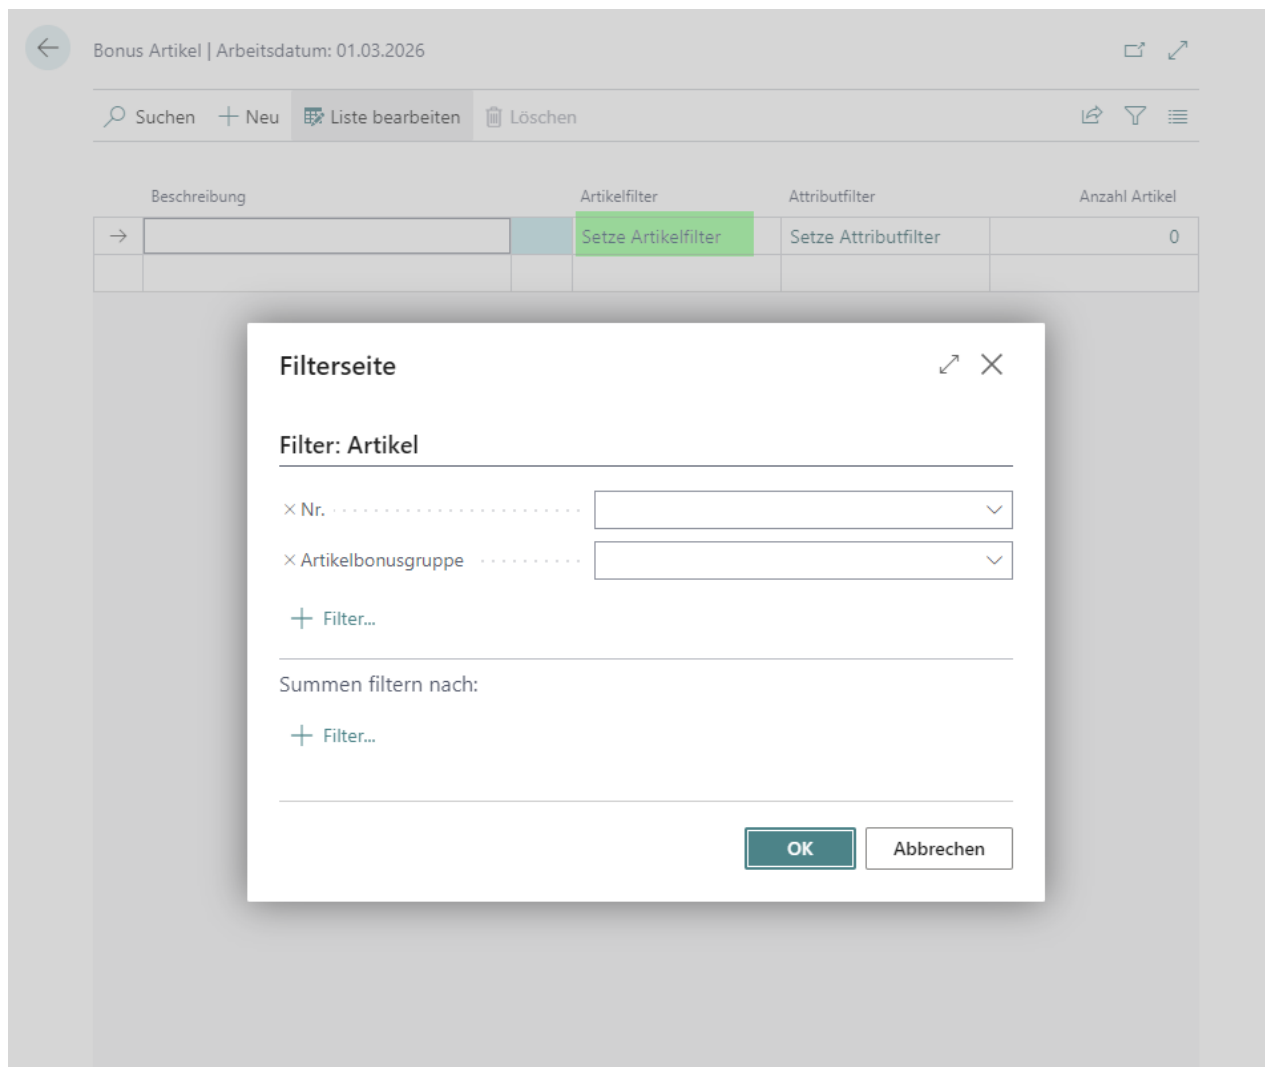 Bonus Artikel | Arbeitsdatum: 01.03.2026
Suchen Neu Liste bearbeiten Löschen
Beschreibung Artikelfilter Attributfilter Anzahl Artikel
Setze Artikelfilter Setze Attributfilter 0
Filterseite
Filter: Artikel
Nr.
Artikelbonusgruppe
Filter...
Summen filtern nach:
Filter...
OK Abbrechen